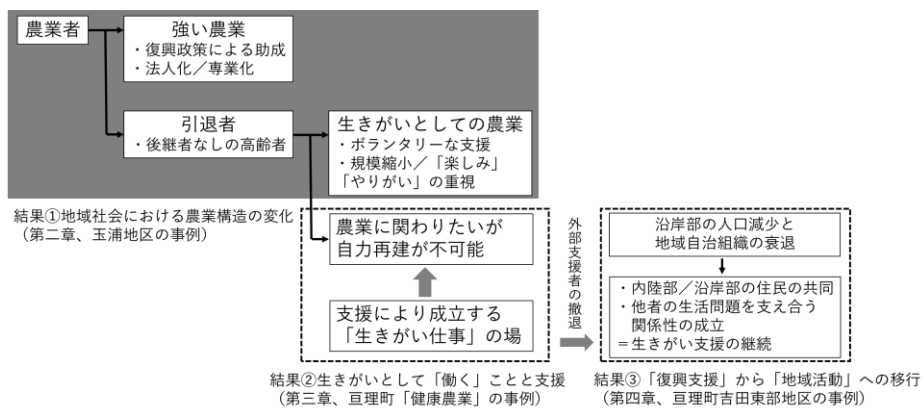 農業者
強い農業
・復興政策による助成
・法人化／専業化
引退者
・後継者なしの高齢者
生きがいとしての農業
・ボランタリーな支援
・規模縮小／「楽しみ」
「やりがい」の重視
結果①地域社会における農業構造の変化
（第二章、玉浦地区の事例）
農業に関わりたいが
自力再建が不可能
支援により成立する
「生きがい仕事」の場
結果②生きがいとして「働く」ことと支援
（第三章、亘理町「健康農業」の事例）
外部支援者の撤退
沿岸部の人口減少と
地域自治組織の衰退
・内陸部／沿岸部の住民の共同
・他者の生活問題を支え合う
関係性の成立
＝生きがい支援の継続
結果③「復興支援」から「地域活動」への移行
（第四章、亘理町吉田東部地区の事例）